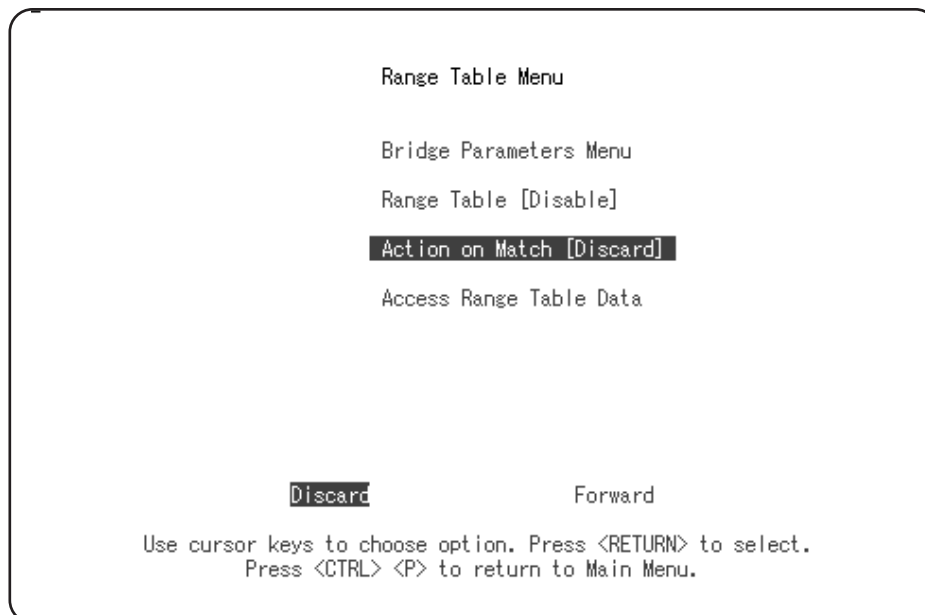 Range Table Menu
Bridge Parameters Menu
Range Table [Disable]
Action on Match [Discard]
Access Range Table Data
Discard Forward
Use cursor keys to choose option. Press <RETURN> to select.
Press <CTRL> <P> to return to Main Menu.